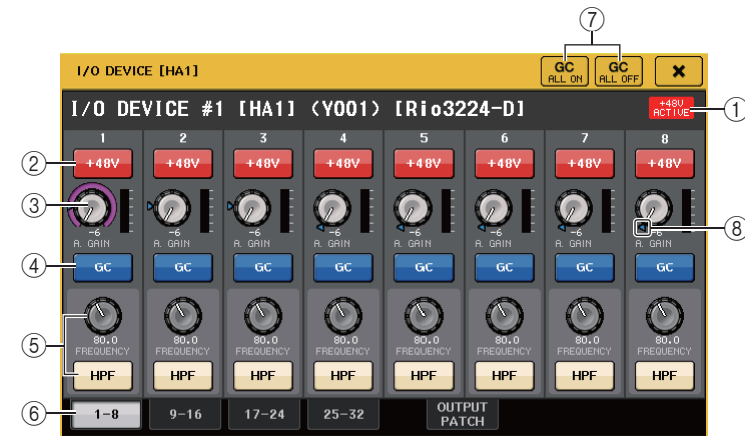 ⑦
I/O DEVICE [HA1]
GC ALL ON
GC ALL OFF
×
I/O DEVICE #1 [HA1] (Y001) [Rio3224-D]
+48V ACTIVE
①
1 2 3 4 5 6 7 8
② +48V +48V +48V +48V +48V +48V +48V +48V
③
-6 -6 -6 -6 -6 -6 -6 -6
⑧
A. GAIN A. GAIN A. GAIN A. GAIN A. GAIN A. GAIN A. GAIN A. GAIN
④ GC GC GC GC GC GC GC GC
⑤
80.0 80.0 80.0 80.0 80.0 80.0 80.0 80.0
FREQUENCY FREQUENCY FREQUENCY FREQUENCY FREQUENCY FREQUENCY FREQUENCY FREQUENCY
HPF HPF HPF HPF HPF HPF HPF HPF
⑥ 1-8 9-16 17-24 25-32 OUTPUT PATCH